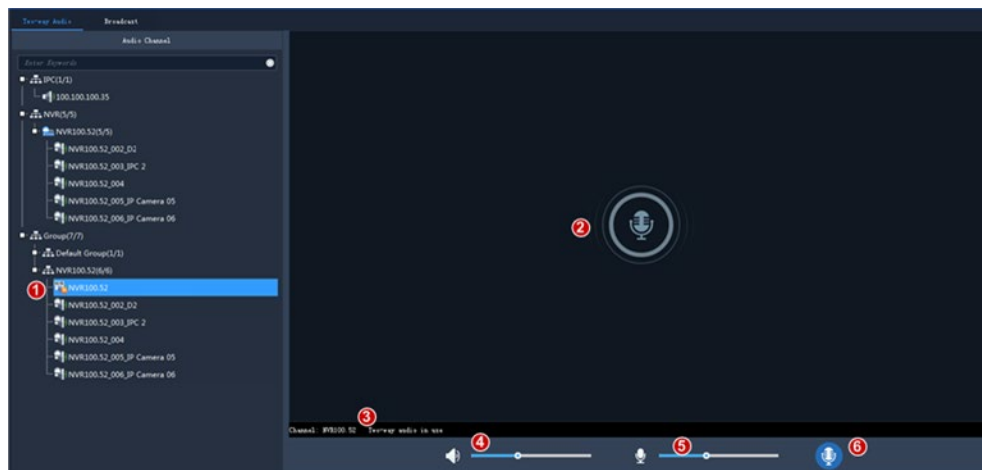 Two-way Audio
Broadcast
Audio Channel
Enter Keywords
IPC(1/1)
100.100.100.35
NVR(5/5)
NVR100.52(5/5)
NVR100.52_002_D2
NVR100.52_003_IPC 2
NVR100.52_004
NVR100.52_005_IP Camera 05
NVR100.52_006_IP Camera 06
Group(7/7)
Default Group(1/1)
NVR100.52(6/6)
1
NVR100.52
NVR100.52_002_D2
NVR100.52_003_IPC 2
NVR100.52_004
NVR100.52_005_IP Camera 05
NVR100.52_006_IP Camera 06
2
3
Channel: NVR100.52 Two-way audio in use
4
5
6